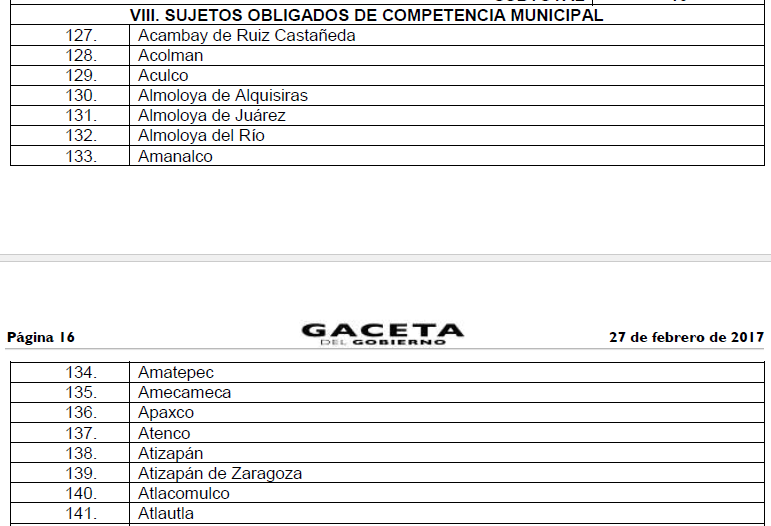 VIII. SUJETOS OBLIGADOS DE COMPETENCIA MUNICIPAL
127. Acambay de Ruiz Castañeda
128. Acolman
129. Aculco
130. Almoloya de Alquisiras
131. Almoloya de Juárez
132. Almoloya del Río
133. Amanalco
Página 16
GACETA
DEL GOBIERNO
27 de febrero de 2017
134. Amatepec
135. Amecameca
136. Apaxco
137. Atenco
138. Atizapán
139. Atizapán de Zaragoza
140. Atlacomulco
141. Atlautla